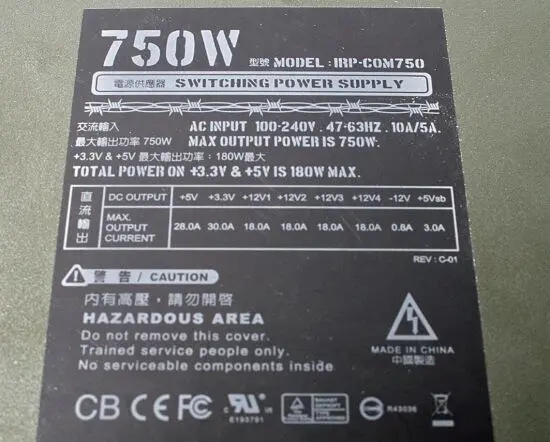 750W 型號 MODEL: IRP-COM750
電源供應器 SWITCHING POWER SUPPLY
交流輸入 AC INPUT 100-240V. 47-63HZ. 10A/5A.
最大輸出功率 750W MAX OUTPUT POWER IS 750W.
+3.3V & +5V 最大輸出功率：180W最大
TOTAL POWER ON +3.3V & +5V IS 180W MAX.
直流輸出 DC OUTPUT +5V +3.3V +12V1 +12V2 +12V3 +12V4 -12V +5Vsb
MAX. OUTPUT CURRENT 28.0A 30.0A 18.0A 18.0A 18.0A 18.0A 0.8A 3.0A
REV : C-01
警告 / CAUTION
內有高壓，請勿開啓
HAZARDOUS AREA
Do not remove this cover.
Trained service people only.
No serviceable components inside
MADE IN CHINA
中國製造
CB CE FC c UL US
E193791
R43036